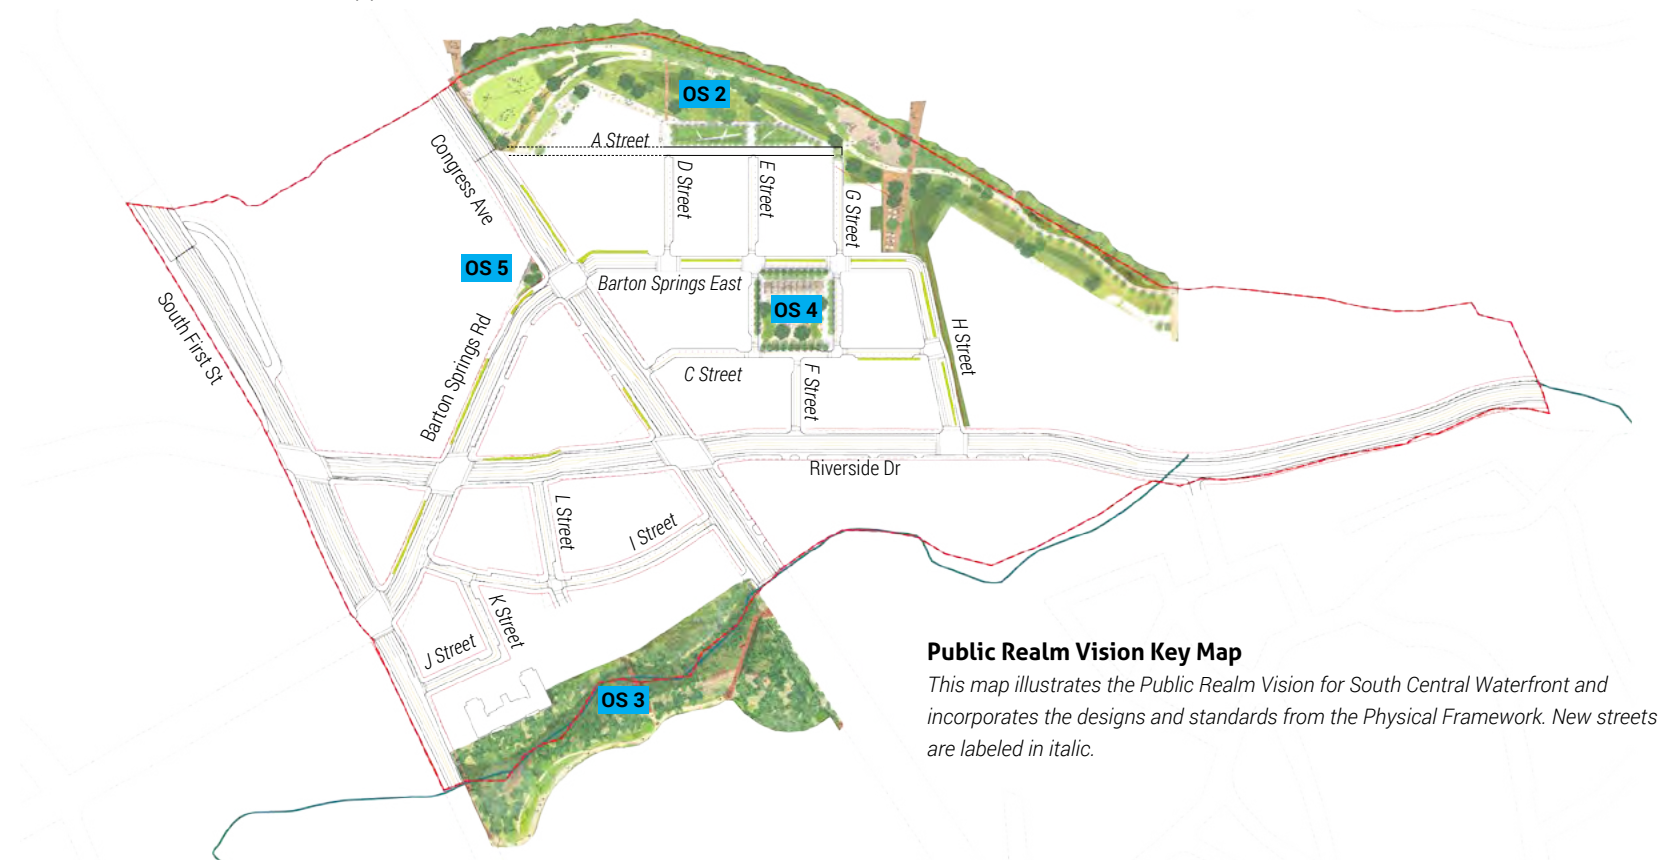 OS 2
A Street
Congress Ave
D Street
E Street
G Street
OS 5
Barton Springs East
OS 4
South First St
Barton Springs Rd
H Street
C Street
F Street
Riverside Dr
L Street
I Street
K Street
J Street
OS 3
Public Realm Vision Key Map
This map illustrates the Public Realm Vision for South Central Waterfront and
incorporates the designs and standards from the Physical Framework. New streets
are labeled in italic.